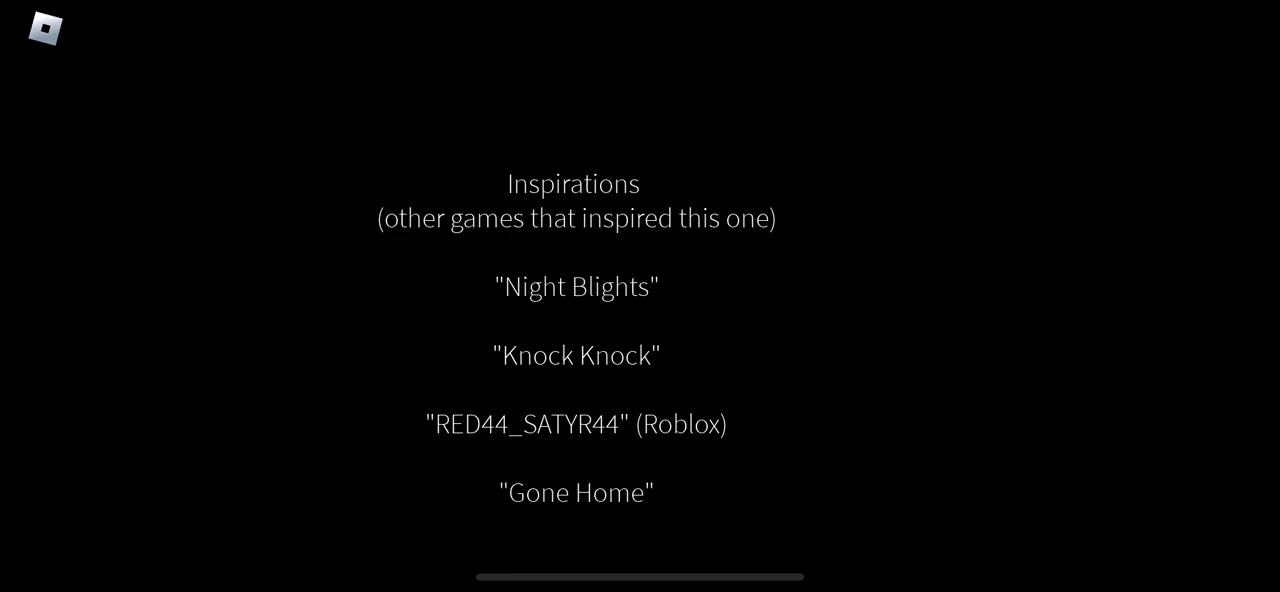 Inspirations
(other games that inspired this one)
"Night Blights"
"Knock Knock"
"RED44_SATYR44" (Roblox)
"Gone Home"